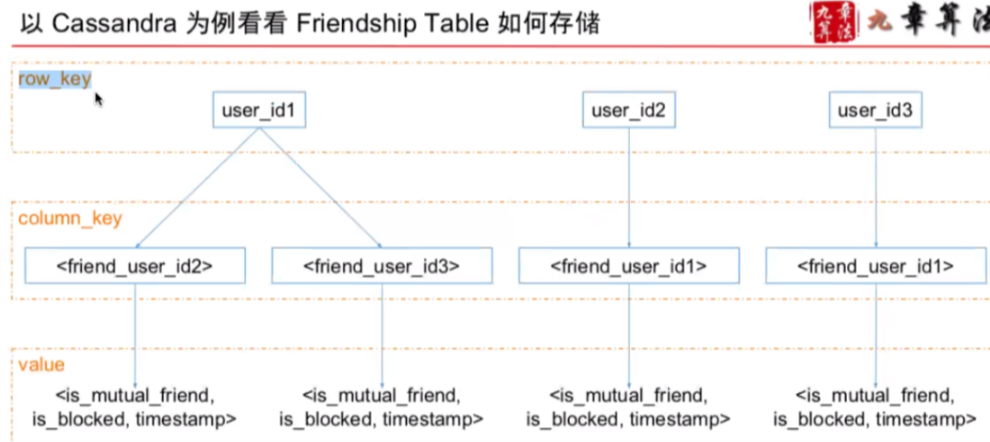 以 Cassandra 为例看看 Friendship Table 如何存储
九章算法
九章算法
row_key
user_id1
user_id2
user_id3
column_key
<friend_user_id2>
<friend_user_id3>
<friend_user_id1>
<friend_user_id1>
value
<is_mutual_friend,
is_blocked, timestamp>
<is_mutual_friend,
is_blocked, timestamp>
<is_mutual_friend,
is_blocked, timestamp>
<is_mutual_friend,
is_blocked, timestamp>